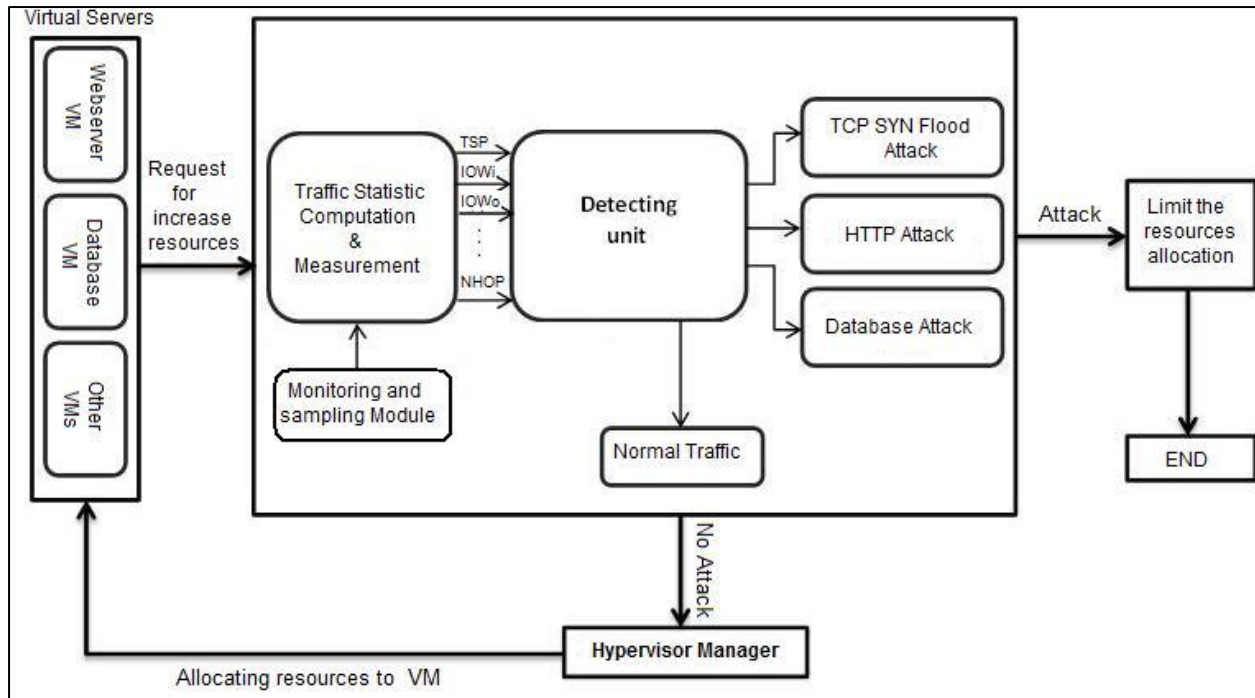 Virtual Servers
Webserver
VM
Database
VM
Other
VMs
Request
for
increase
resources
Traffic Statistic
Computation
&
Measurement
Monitoring and
sampling Module
TSP
IOWi
IOWo
NHOP
Detecting
unit
Normal Traffic
TCP SYN Flood
Attack
HTTP Attack
Database Attack
Attack
Limit the
resources
allocation
END
No Attack
Hypervisor Manager
Allocating resources to VM